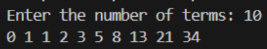 Enter the number of terms: 10
0 1 1 2 3 5 8 13 21 34